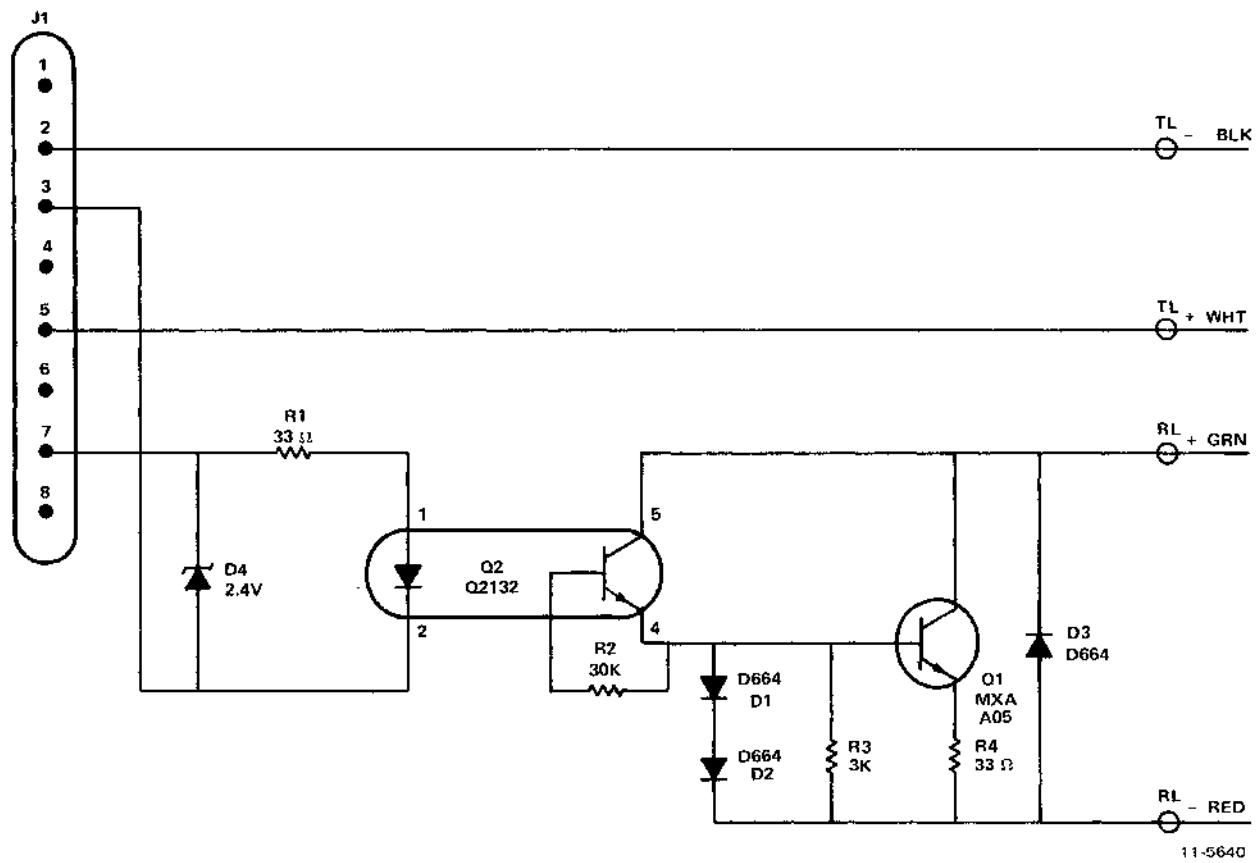 J1
1
2
3
4
5
6
7
8
TL - BLK
TL + WHT
RL + GRN
RL - RED
R1
33 Ω
D4
2.4V
1
2
Q2
Q2132
5
4
R2
30K
D664
D1
D664
D2
R3
3K
Q1
MXA
A05
R4
33 Ω
D3
D664
11-5640